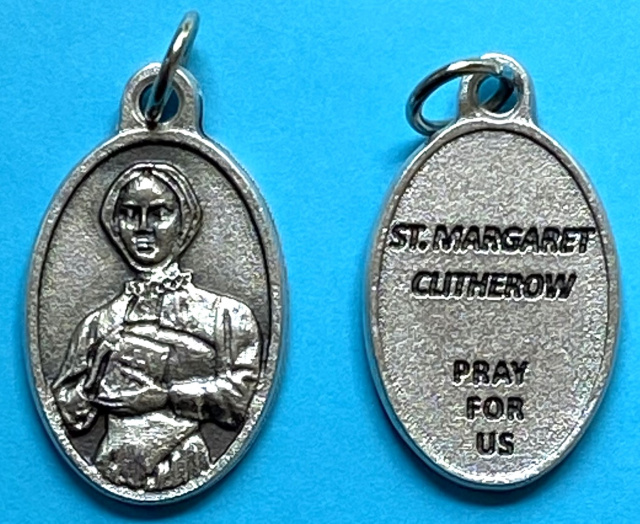 ST. MARGARET
CLITHEROW
PRAY
FOR
US